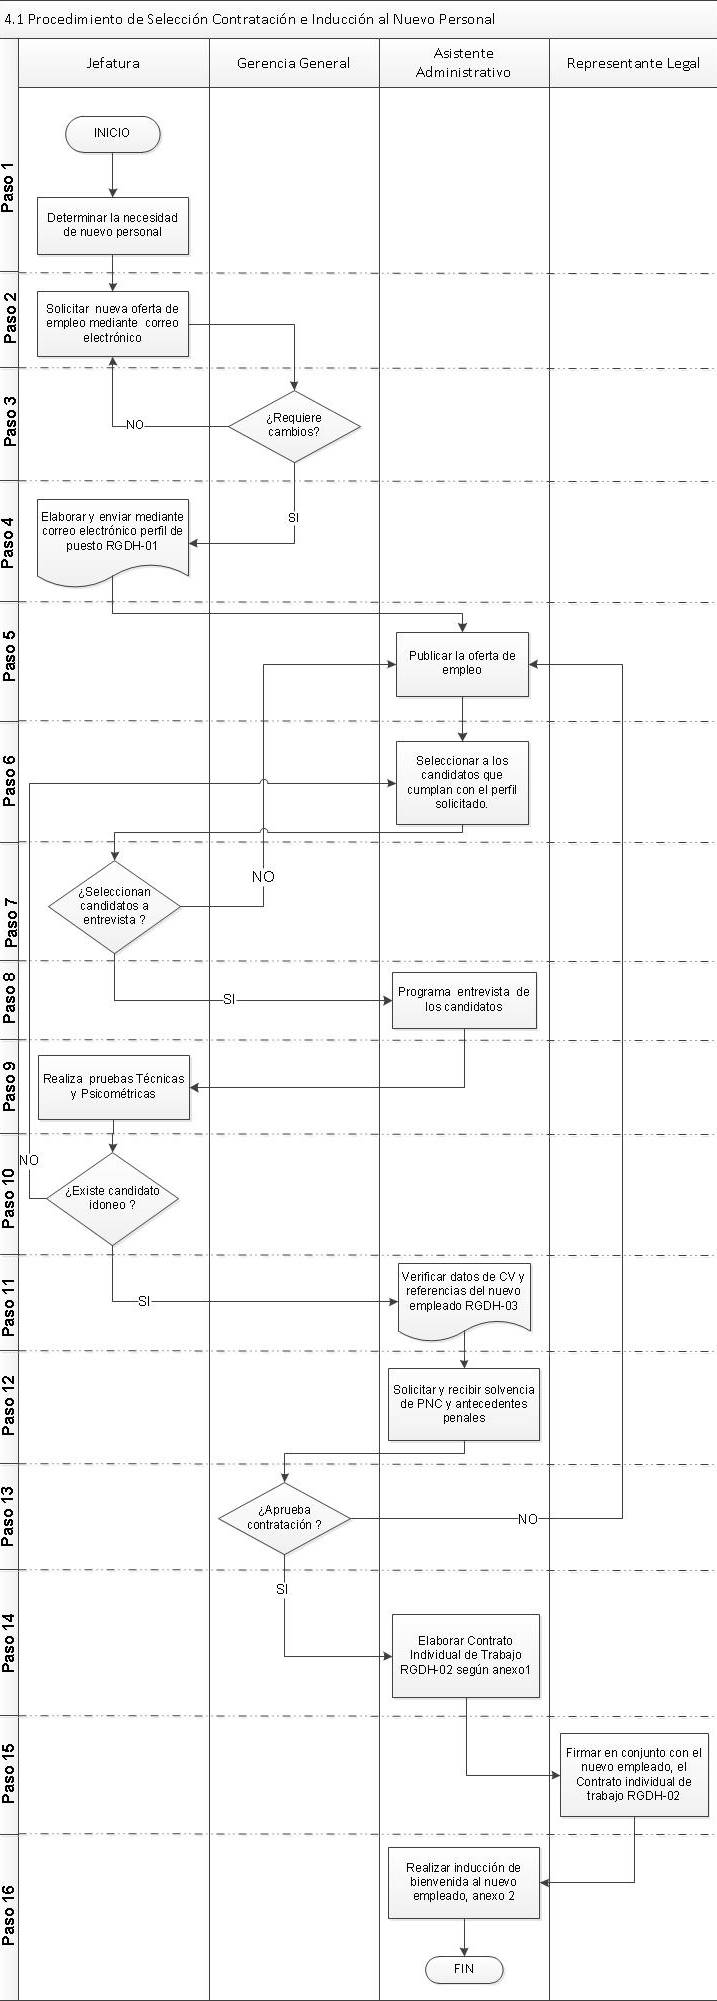 4.1 Procedimiento de Selección Contratación e Inducción al Nuevo Personal
Jefatura
Gerencia General
Asistente
Administrativo
Representante Legal
Paso 1
INICIO
Determinar la necesidad
de nuevo personal
Paso 2
Solicitar nueva oferta de
empleo mediante correo
electrónico
Paso 3
¿Requiere
cambios?
NO
SI
Paso 4
Elaborar y enviar mediante
correo electrónico perfil de
puesto RGDH-01
Paso 5
Publicar la oferta de
empleo
Paso 6
Seleccionar a los
candidatos que
cumplan con el perfil
solicitado.
Paso 7
¿Seleccionan
candidatos a
entrevista ?
NO
Paso 8
SI
Programa entrevista de
los candidatos
Paso 9
Realiza pruebas Técnicas
y Psicométricas
Paso 10
NO
¿Existe candidato
idoneo ?
Paso 11
SI
Verificar datos de CV y
referencias del nuevo
empleado RGDH-03
Paso 12
Solicitar y recibir solvencia
de PNC y antecedentes
penales
Paso 13
¿Aprueba
contratación ?
NO
SI
Paso 14
Elaborar Contrato
Individual de Trabajo
RGDH-02 según anexo1
Paso 15
Firmar en conjunto con el
nuevo empleado, el
Contrato individual de
trabajo RGDH-02
Paso 16
Realizar inducción de
bienvenida al nuevo
empleado, anexo 2
FIN